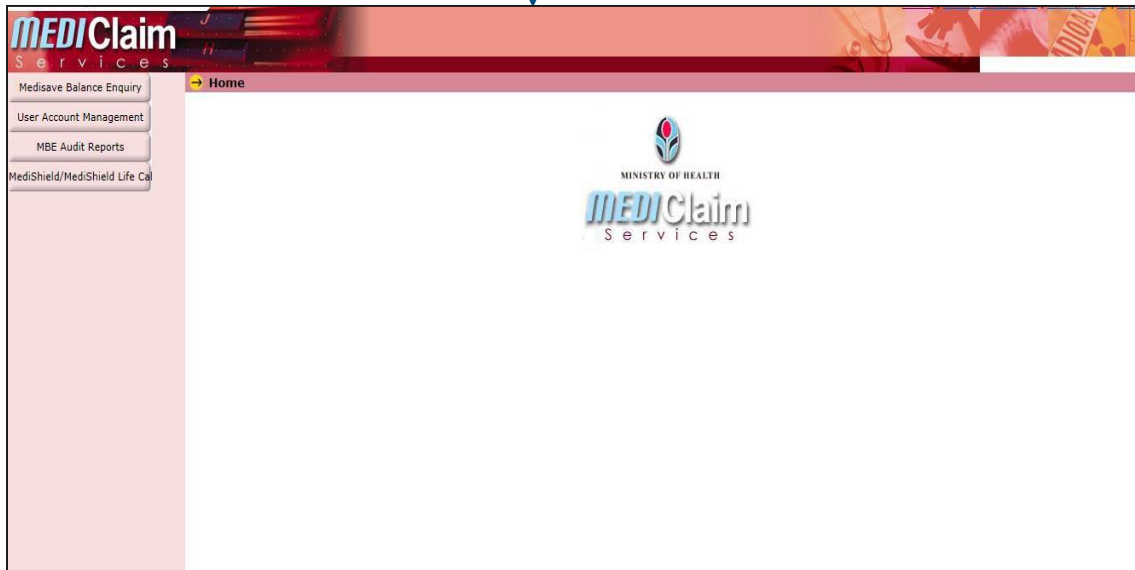 MEDIClaim
Services
J
H
RADIOAC
Medisave Balance Enquiry
User Account Management
MBE Audit Reports
MediShield/MediShield Life Cal
Home
MINISTRY OF HEALTH
MEDIClaim
Services